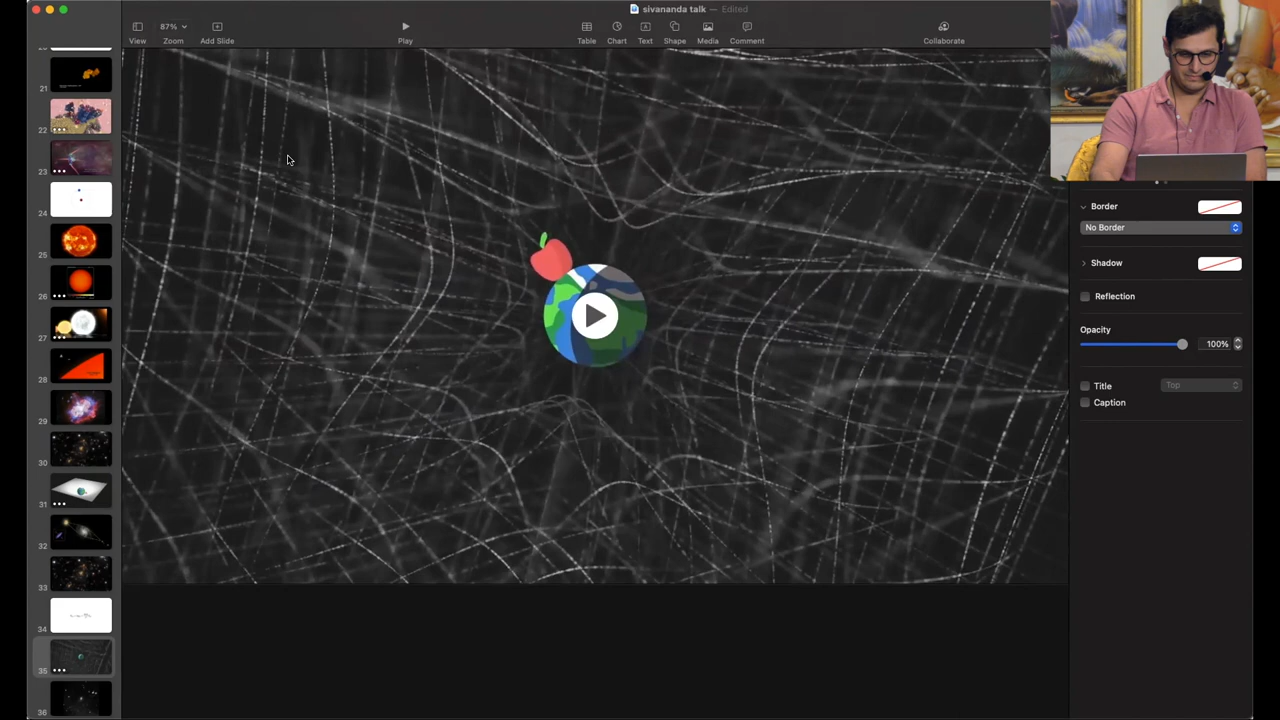 sivananda talk — Edited
87%
View
Zoom
Add Slide
Play
Table
Chart
Text
Shape
Media
Comment
Collaborate
21
22
23
24
25
26
27
28
29
30
31
32
33
34
35
36
Border
No Border
Shadow
Reflection
Opacity
100%
Title
Top
Caption